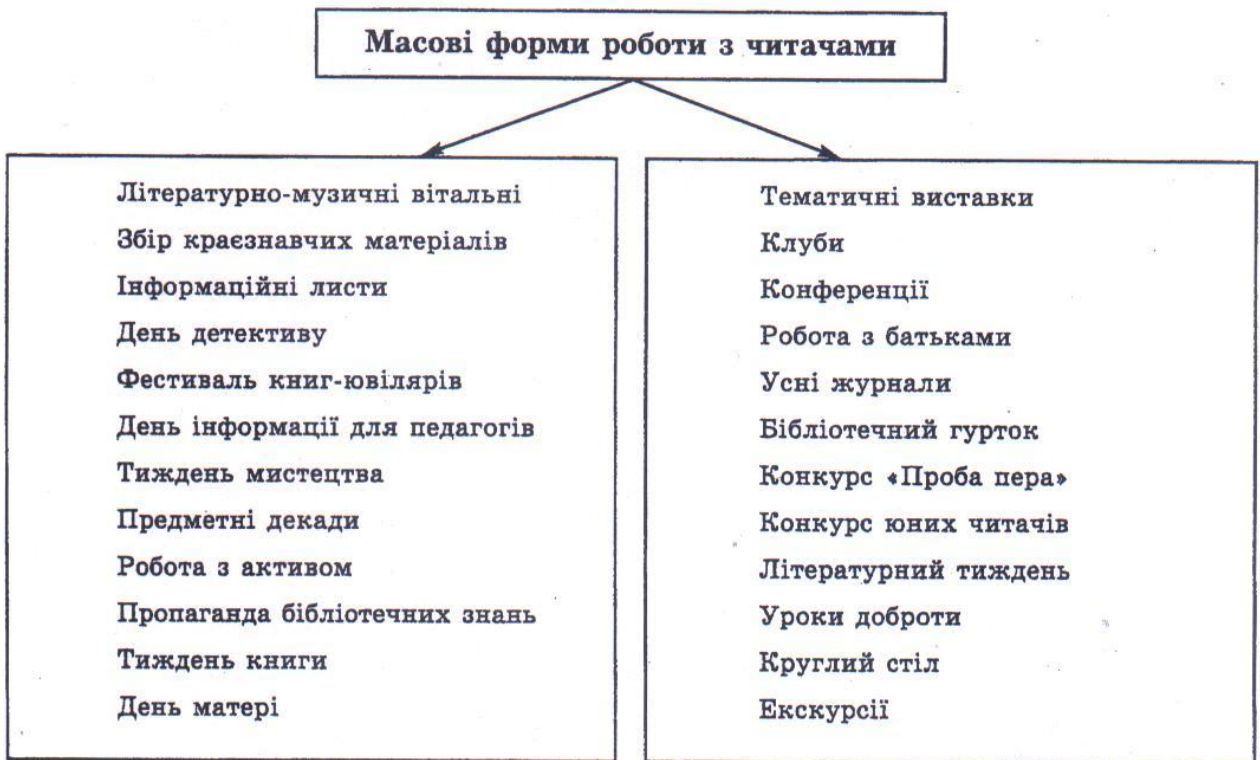 Масові форми роботи з читачами
Літературно-музичні вітальні
Збір краєзнавчих матеріалів
Інформаційні листи
День детективу
Фестиваль книг-ювілярів
День інформації для педагогів
Тиждень мистецтва
Предметні декади
Робота з активом
Пропаганда бібліотечних знань
Тиждень книги
День матері
Тематичні виставки
Клуби
Конференції
Робота з батьками
Усні журнали
Бібліотечний гурток
Конкурс «Проба пера»
Конкурс юних читачів
Літературний тиждень
Уроки доброти
Круглий стіл
Екскурсії